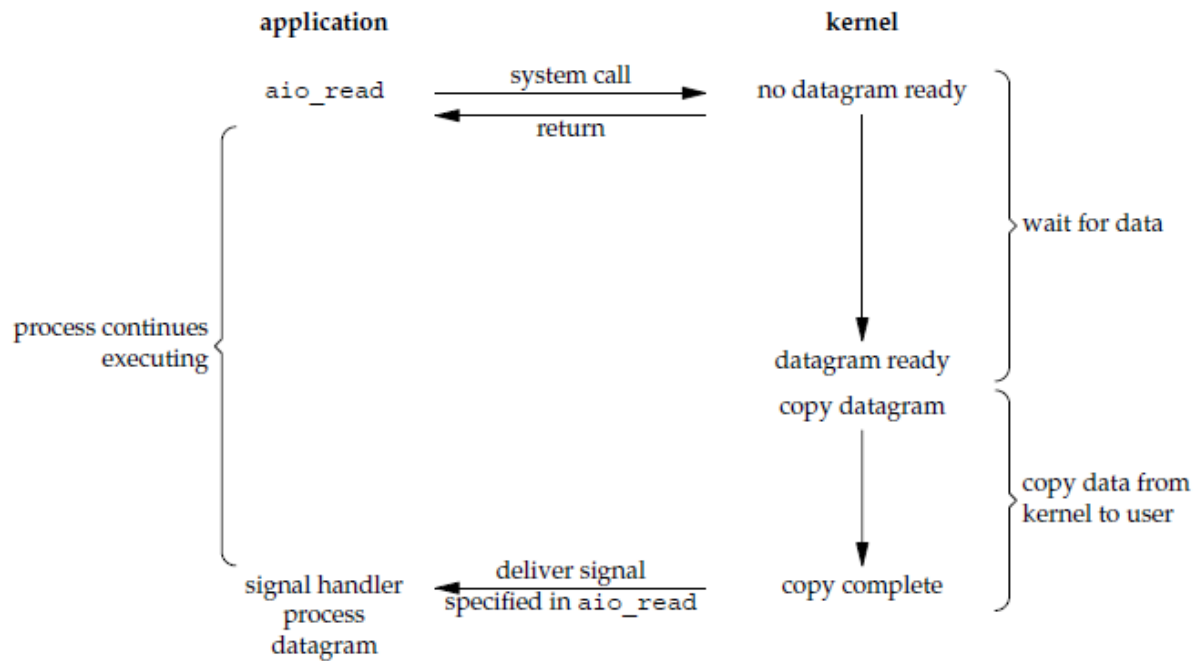 application
kernel
aio_read
system call
no datagram ready
return
wait for data
process continues
executing
datagram ready
copy datagram
copy data from
kernel to user
signal handler
process
datagram
deliver signal
specified in aio_read
copy complete